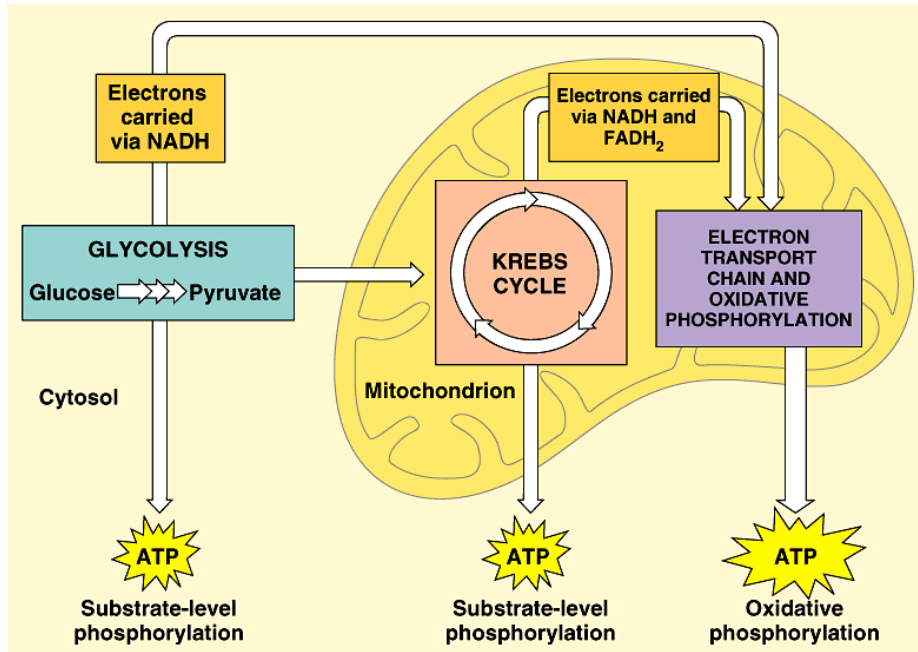 Electrons
carried
via NADH
Electrons carried
via NADH and
FADH₂
GLYCOLYSIS
Glucose Pyruvate
KREBS
CYCLE
ELECTRON
TRANSPORT
CHAIN AND
OXIDATIVE
PHOSPHORYLATION
Cytosol
Mitochondrion
ATP
Substrate-level
phosphorylation
ATP
Substrate-level
phosphorylation
ATP
Oxidative
phosphorylation